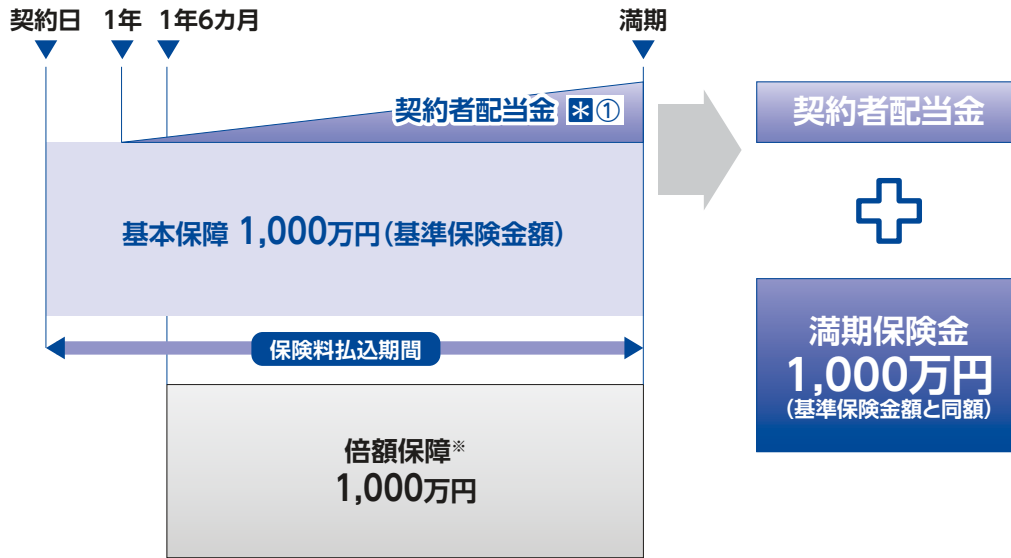 契約日 1年 1年6カ月 満期
契約者配当金 *①
契約者配当金
基本保障 1,000万円(基準保険金額)
保険料払込期間
満期保険金
1,000万円
(基準保険金額と同額)
倍額保障※
1,000万円